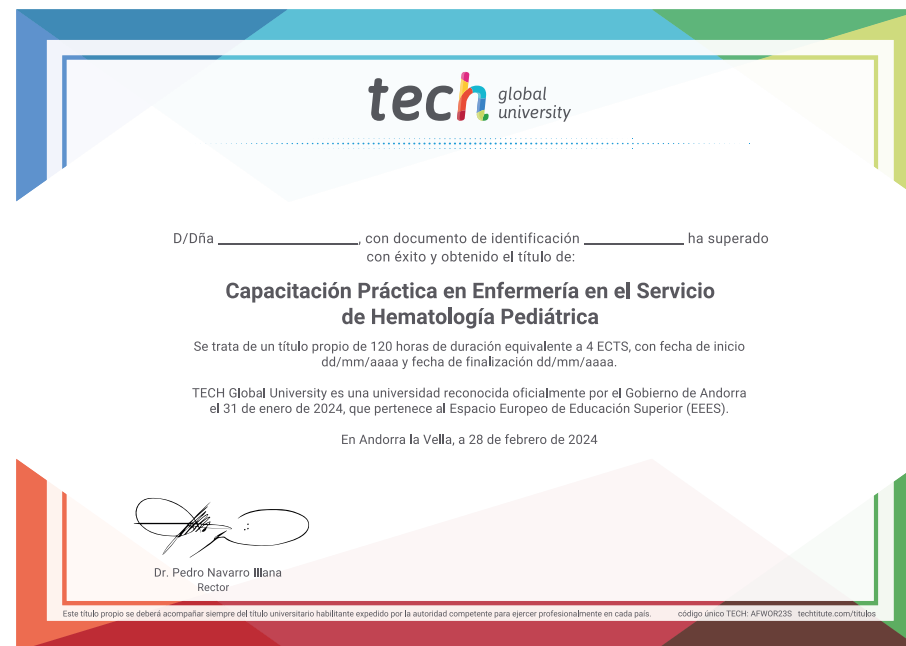 tech global
university
D/Dña ____________________, con documento de identificación ______________ ha superado
con éxito y obtenido el título de:
Capacitación Práctica en Enfermería en el Servicio
de Hematología Pediátrica
Se trata de un título propio de 120 horas de duración equivalente a 4 ECTS, con fecha de inicio
dd/mm/aaaa y fecha de finalización dd/mm/aaaa.
TECH Global University es una universidad reconocida oficialmente por el Gobierno de Andorra
el 31 de enero de 2024, que pertenece al Espacio Europeo de Educación Superior (EEES).
En Andorra la Vella, a 28 de febrero de 2024
Dr. Pedro Navarro Illana
Rector
Este título propio se deberá acompañar siempre del título universitario habilitante expedido por la autoridad competente para ejercer profesionalmente en cada país. código único TECH: AFWOR23S techtitute.com/titulos